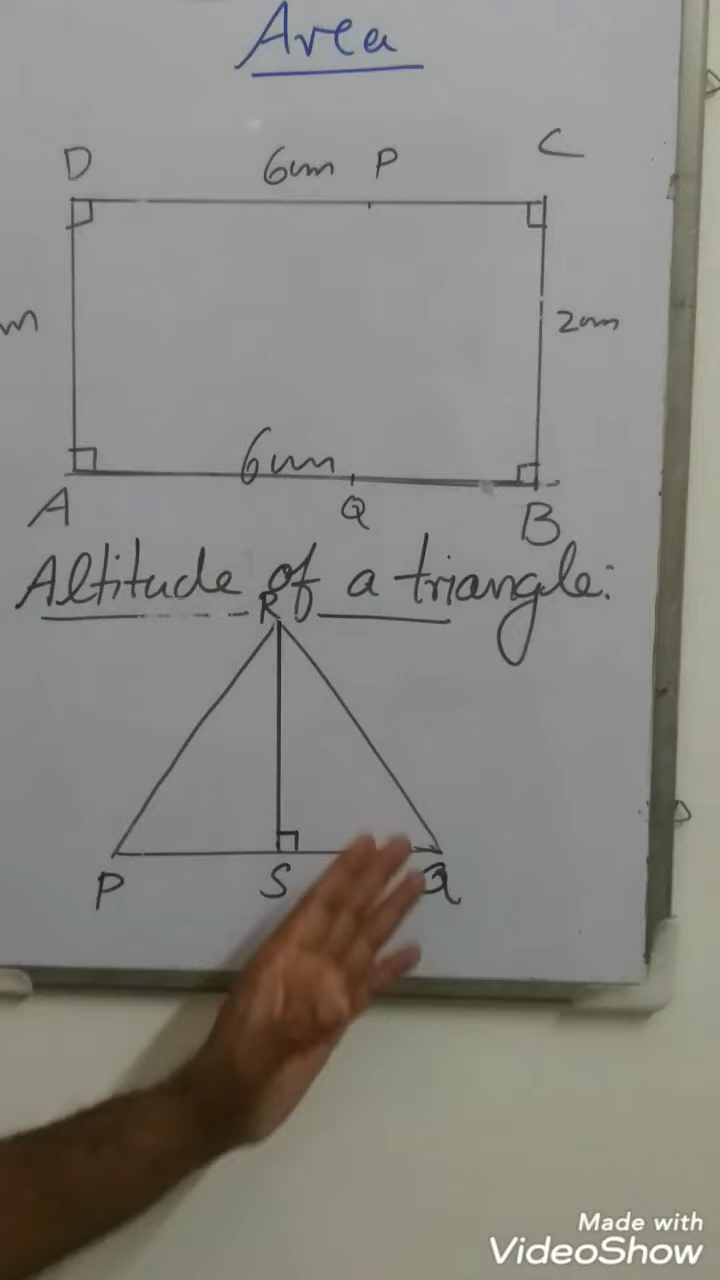 Area
D 6cm P C
m 2cm
6cm
A Q B
Altitude of a triangle:
R
P S Q
Made with
VideoShow